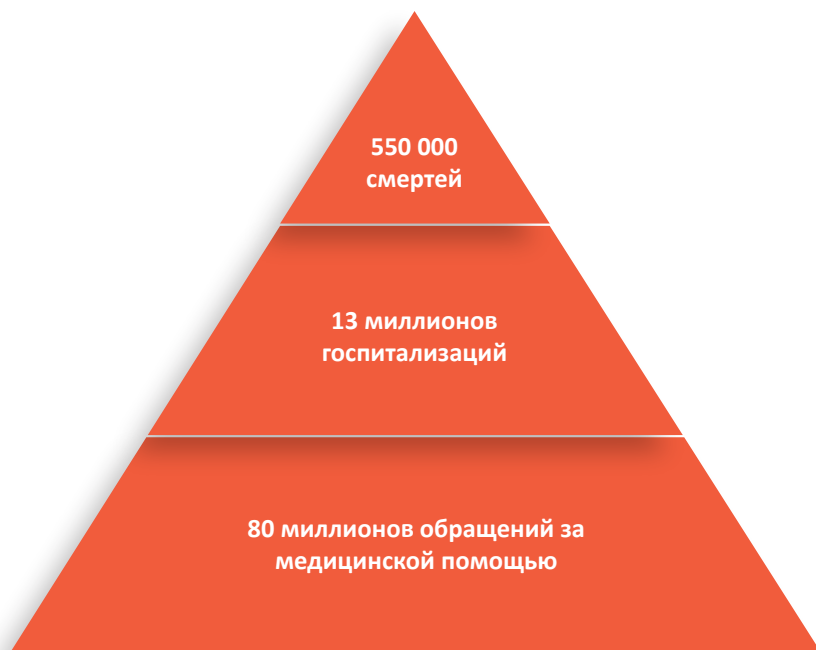 550 000
смертей
13 миллионов
госпитализаций
80 миллионов обращений за
медицинской помощью